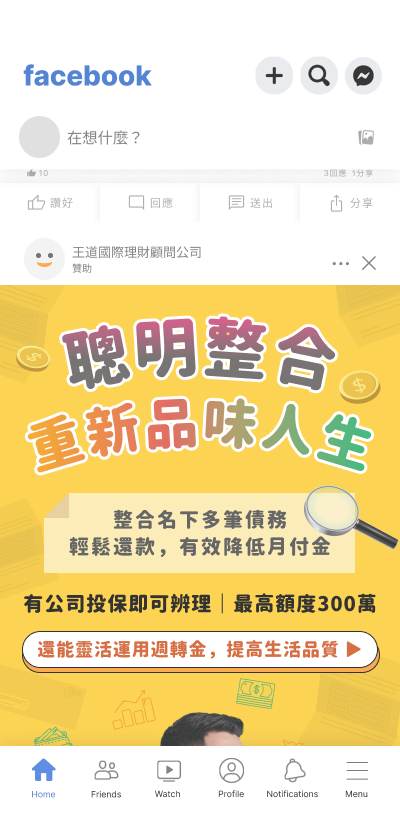 facebook
在想什麼？
10
3回應 1分享
讚好
回應
送出
分享
王道國際理財顧問公司
贊助
聰明整合
重新品味人生
整合名下多筆債務
輕鬆還款，有效降低月付金
有公司投保即可辨理｜最高額度300萬
還能靈活運用週轉金，提高生活品質 ▶
Home
Friends
Watch
Profile
Notifications
Menu